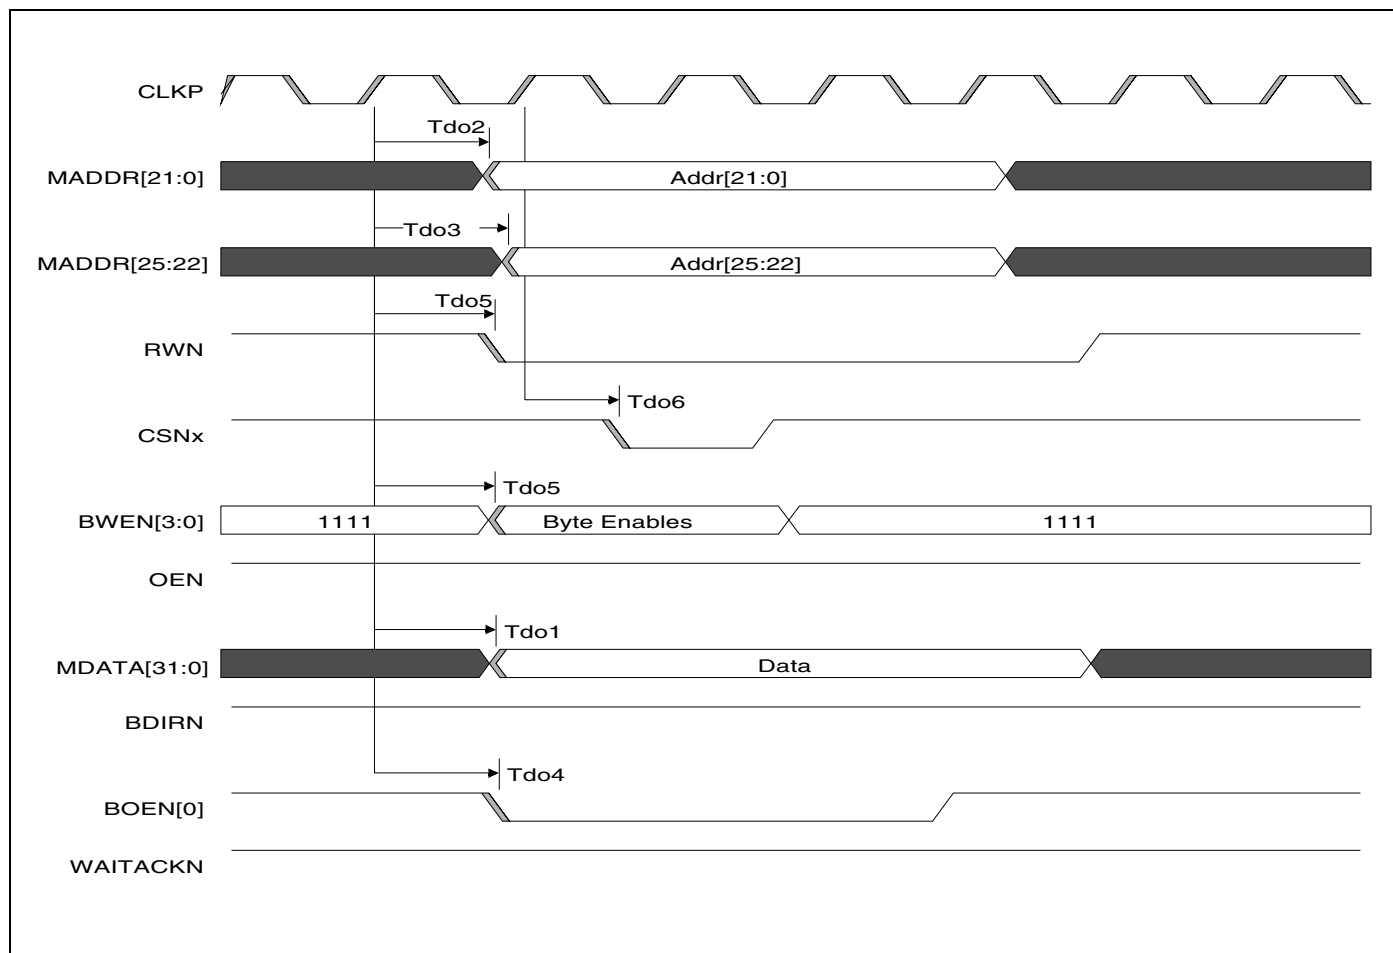 CLKP
Tdo2
MADDR[21:0] Addr[21:0]
Tdo3
MADDR[25:22] Addr[25:22]
Tdo5
RWN
Tdo6
CSNx
Tdo5
BWEN[3:0] 1111 Byte Enables 1111
OEN
Tdo1
MDATA[31:0] Data
BDIRN
Tdo4
BOEN[0]
WAITACKN